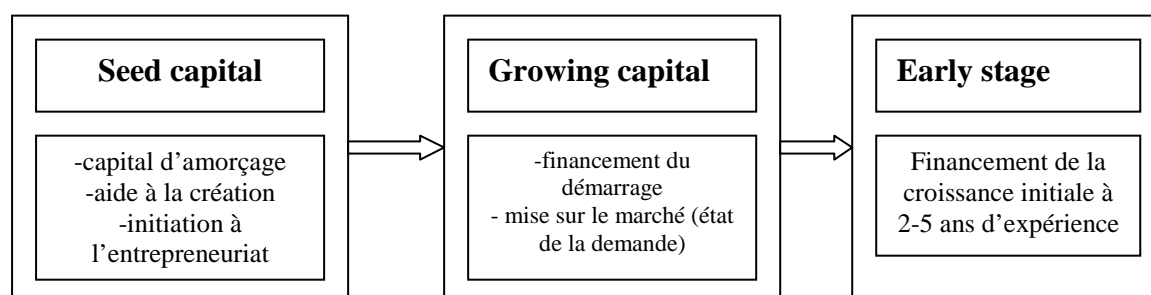 Seed capital
-capital d’amorçage
-aide à la création
-initiation à
l’entrepreneuriat
Growing capital
-financement du
démarrage
- mise sur le marché (état
de la demande)
Early stage
Financement de la
croissance initiale à
2-5 ans d’expérience